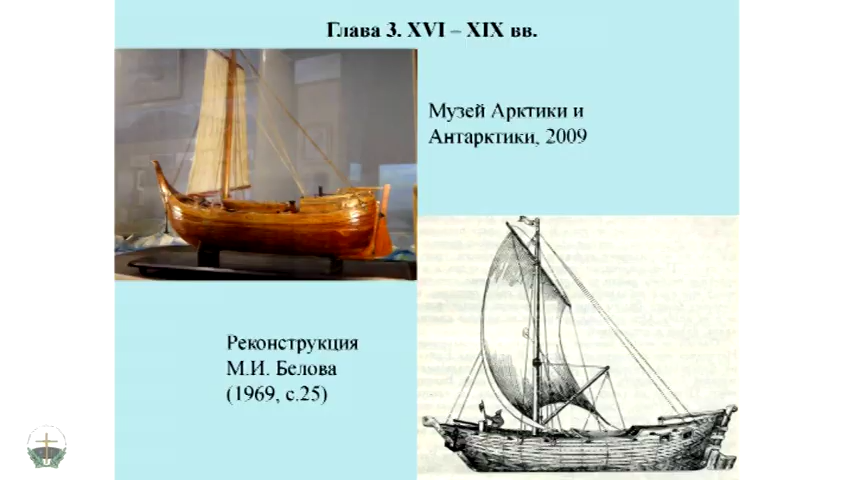 Глава 3. XVI – XIX вв.
Музей Арктики и
Антарктики, 2009
Реконструкция
М.И. Белова
(1969, с.25)